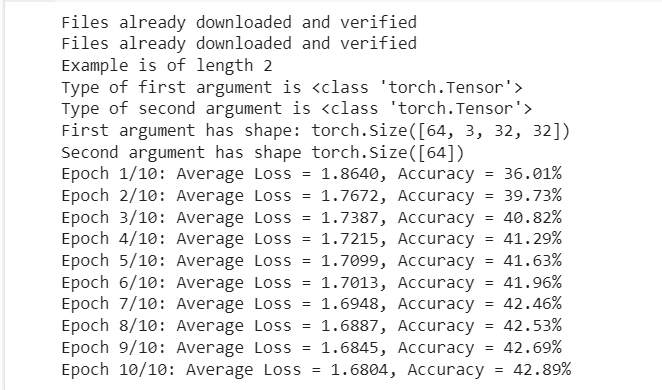 Files already downloaded and verified
Files already downloaded and verified
Example is of length 2
Type of first argument is <class 'torch.Tensor'>
Type of second argument is <class 'torch.Tensor'>
First argument has shape: torch.Size([64, 3, 32, 32])
Second argument has shape torch.Size([64])
Epoch 1/10: Average Loss = 1.8640, Accuracy = 36.01%
Epoch 2/10: Average Loss = 1.7672, Accuracy = 39.73%
Epoch 3/10: Average Loss = 1.7387, Accuracy = 40.82%
Epoch 4/10: Average Loss = 1.7215, Accuracy = 41.29%
Epoch 5/10: Average Loss = 1.7099, Accuracy = 41.63%
Epoch 6/10: Average Loss = 1.7013, Accuracy = 41.96%
Epoch 7/10: Average Loss = 1.6948, Accuracy = 42.46%
Epoch 8/10: Average Loss = 1.6887, Accuracy = 42.53%
Epoch 9/10: Average Loss = 1.6845, Accuracy = 42.69%
Epoch 10/10: Average Loss = 1.6804, Accuracy = 42.89%